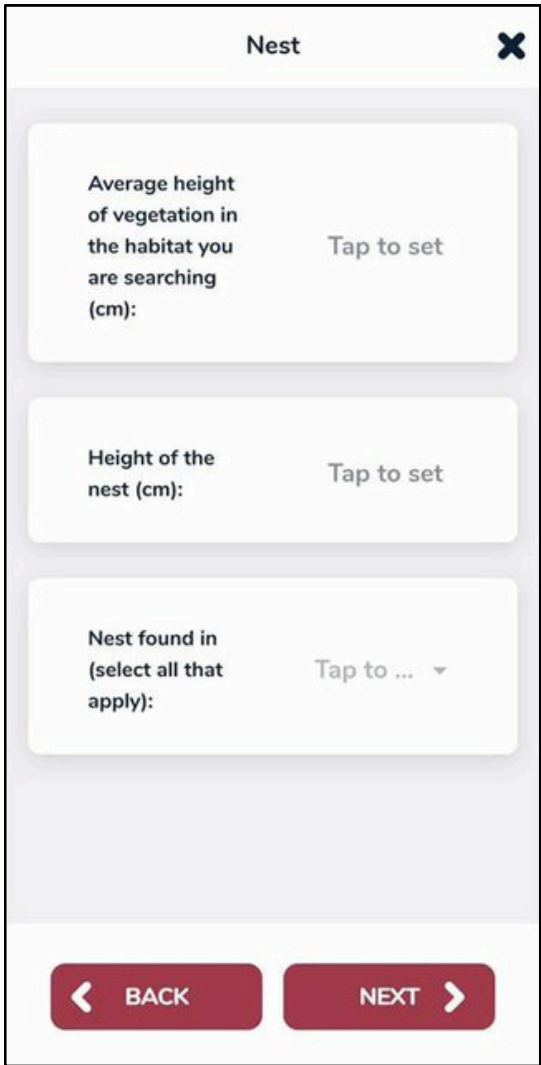 Nest
Average height
of vegetation in
the habitat you
are searching
(cm):
Tap to set
Height of the
nest (cm):
Tap to set
Nest found in
(select all that
apply):
Tap to ...
BACK
NEXT